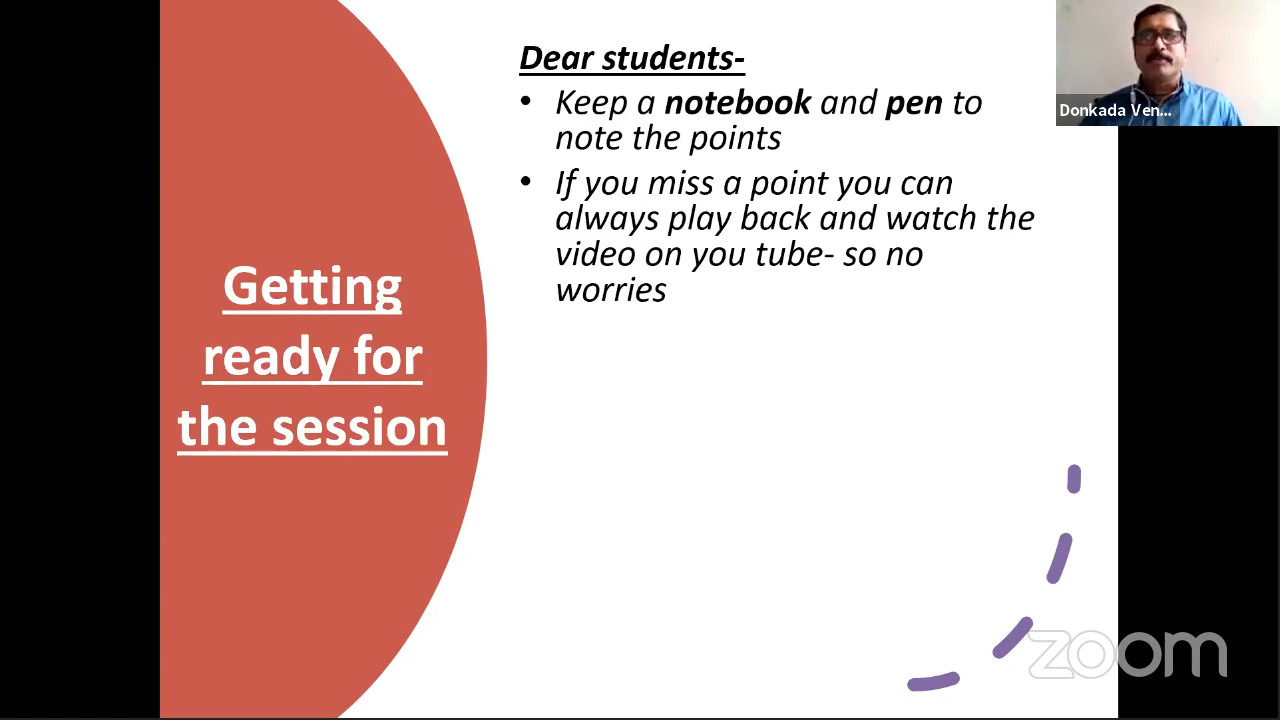 Dear students-
• Keep a notebook and pen to
note the points
• If you miss a point you can
always play back and watch the
video on you tube- so no
worries
Getting
ready for
the session
Donkada Ven...
zoom